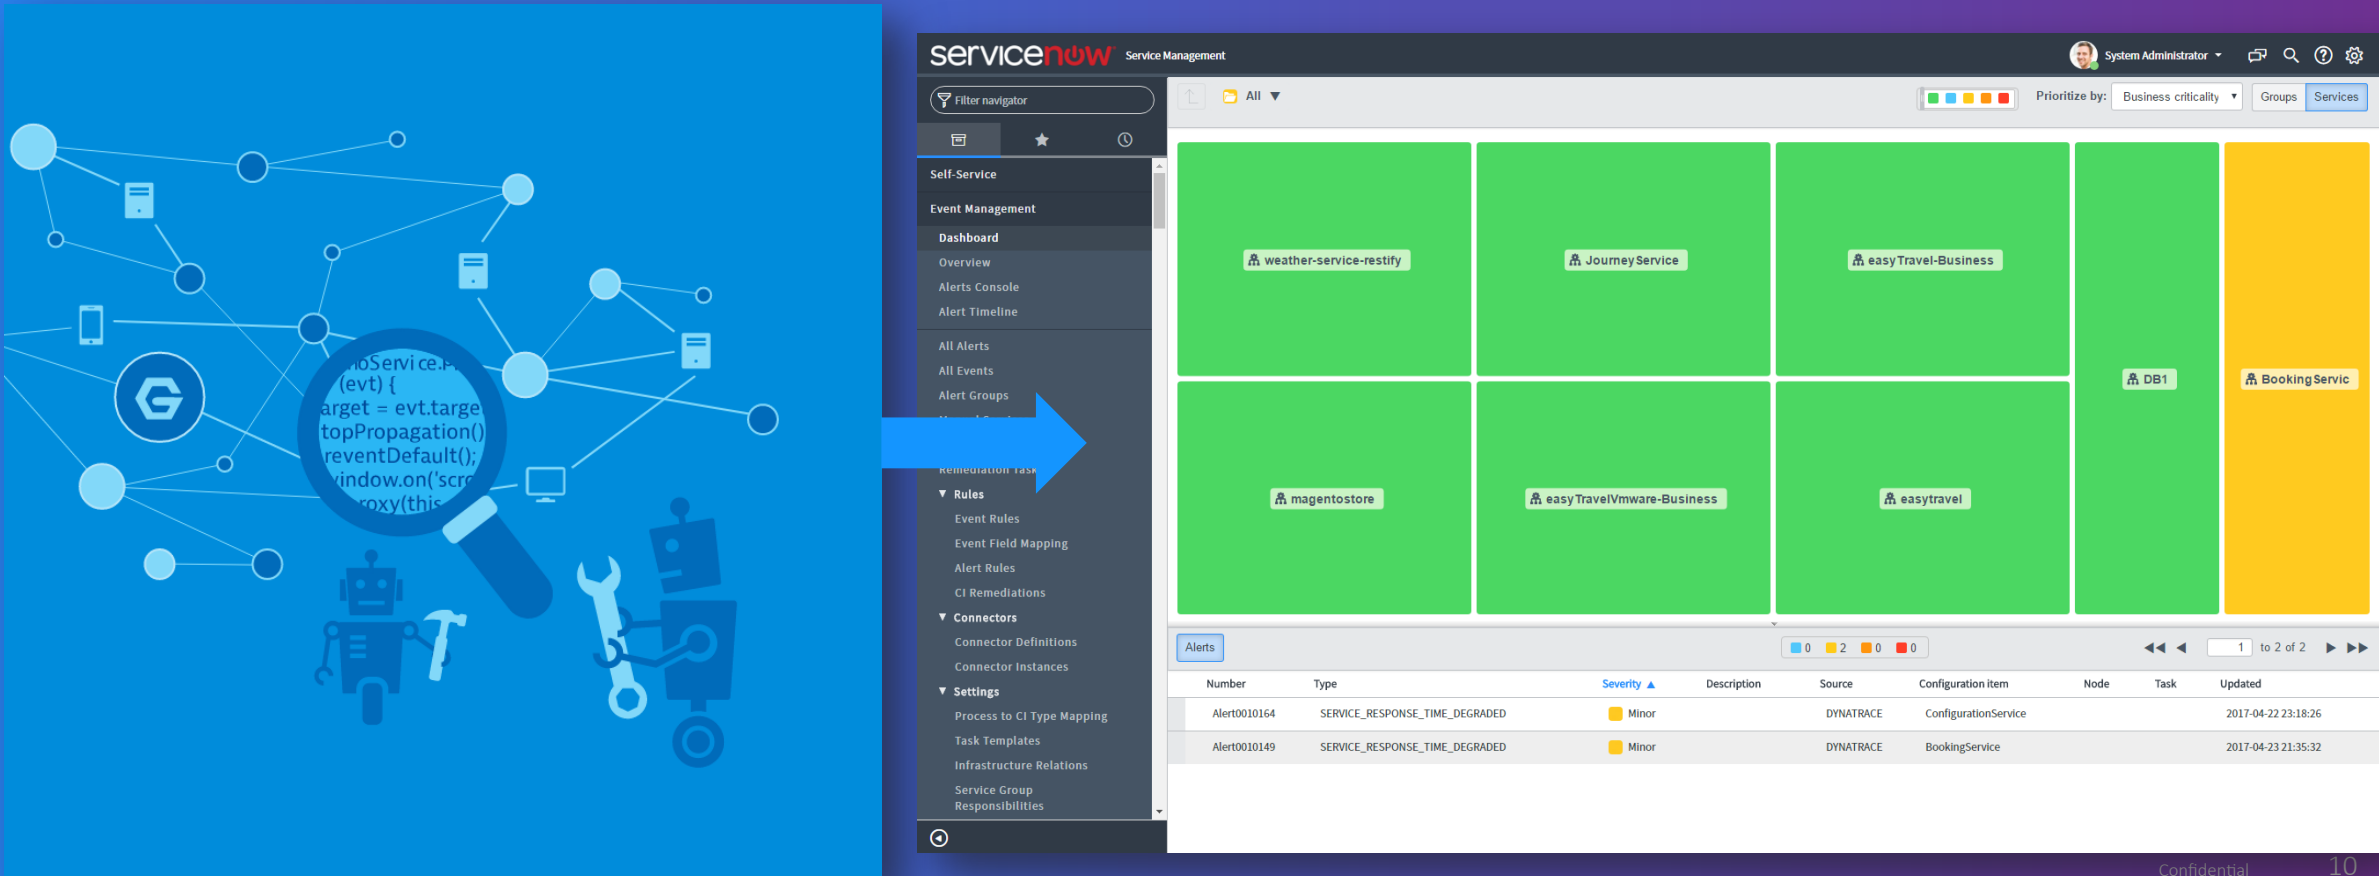 noService.P
(evt) {
arget = evt.targe
topPropagation()
reventDefault();
window.on('scro
roxy(this
servicenow Service Management
System Administrator
Filter navigator
Self-Service
Event Management
Dashboard
Overview
Alerts Console
Alert Timeline
All Alerts
All Events
Alert Groups
Remediation Task
Rules
Event Rules
Event Field Mapping
Alert Rules
CI Remediations
Connectors
Connector Definitions
Connector Instances
Settings
Process to CI Type Mapping
Task Templates
Infrastructure Relations
Service Group
Responsibilities
All
Prioritize by: Business criticality Groups Services
weather-service-restify
JourneyService
easyTravel-Business
DB1
BookingServic
magentostore
easyTravelVmware-Business
easytravel
Alerts 0 2 0 0 1 to 2 of 2
Number Type Severity Description Source Configuration item Node Task Updated
Alert0010164 SERVICE_RESPONSE_TIME_DEGRADED Minor DYNATRACE ConfigurationService 2017-04-22 23:18:26
Alert0010149 SERVICE_RESPONSE_TIME_DEGRADED Minor DYNATRACE BookingService 2017-04-23 21:35:32
Confidential 10